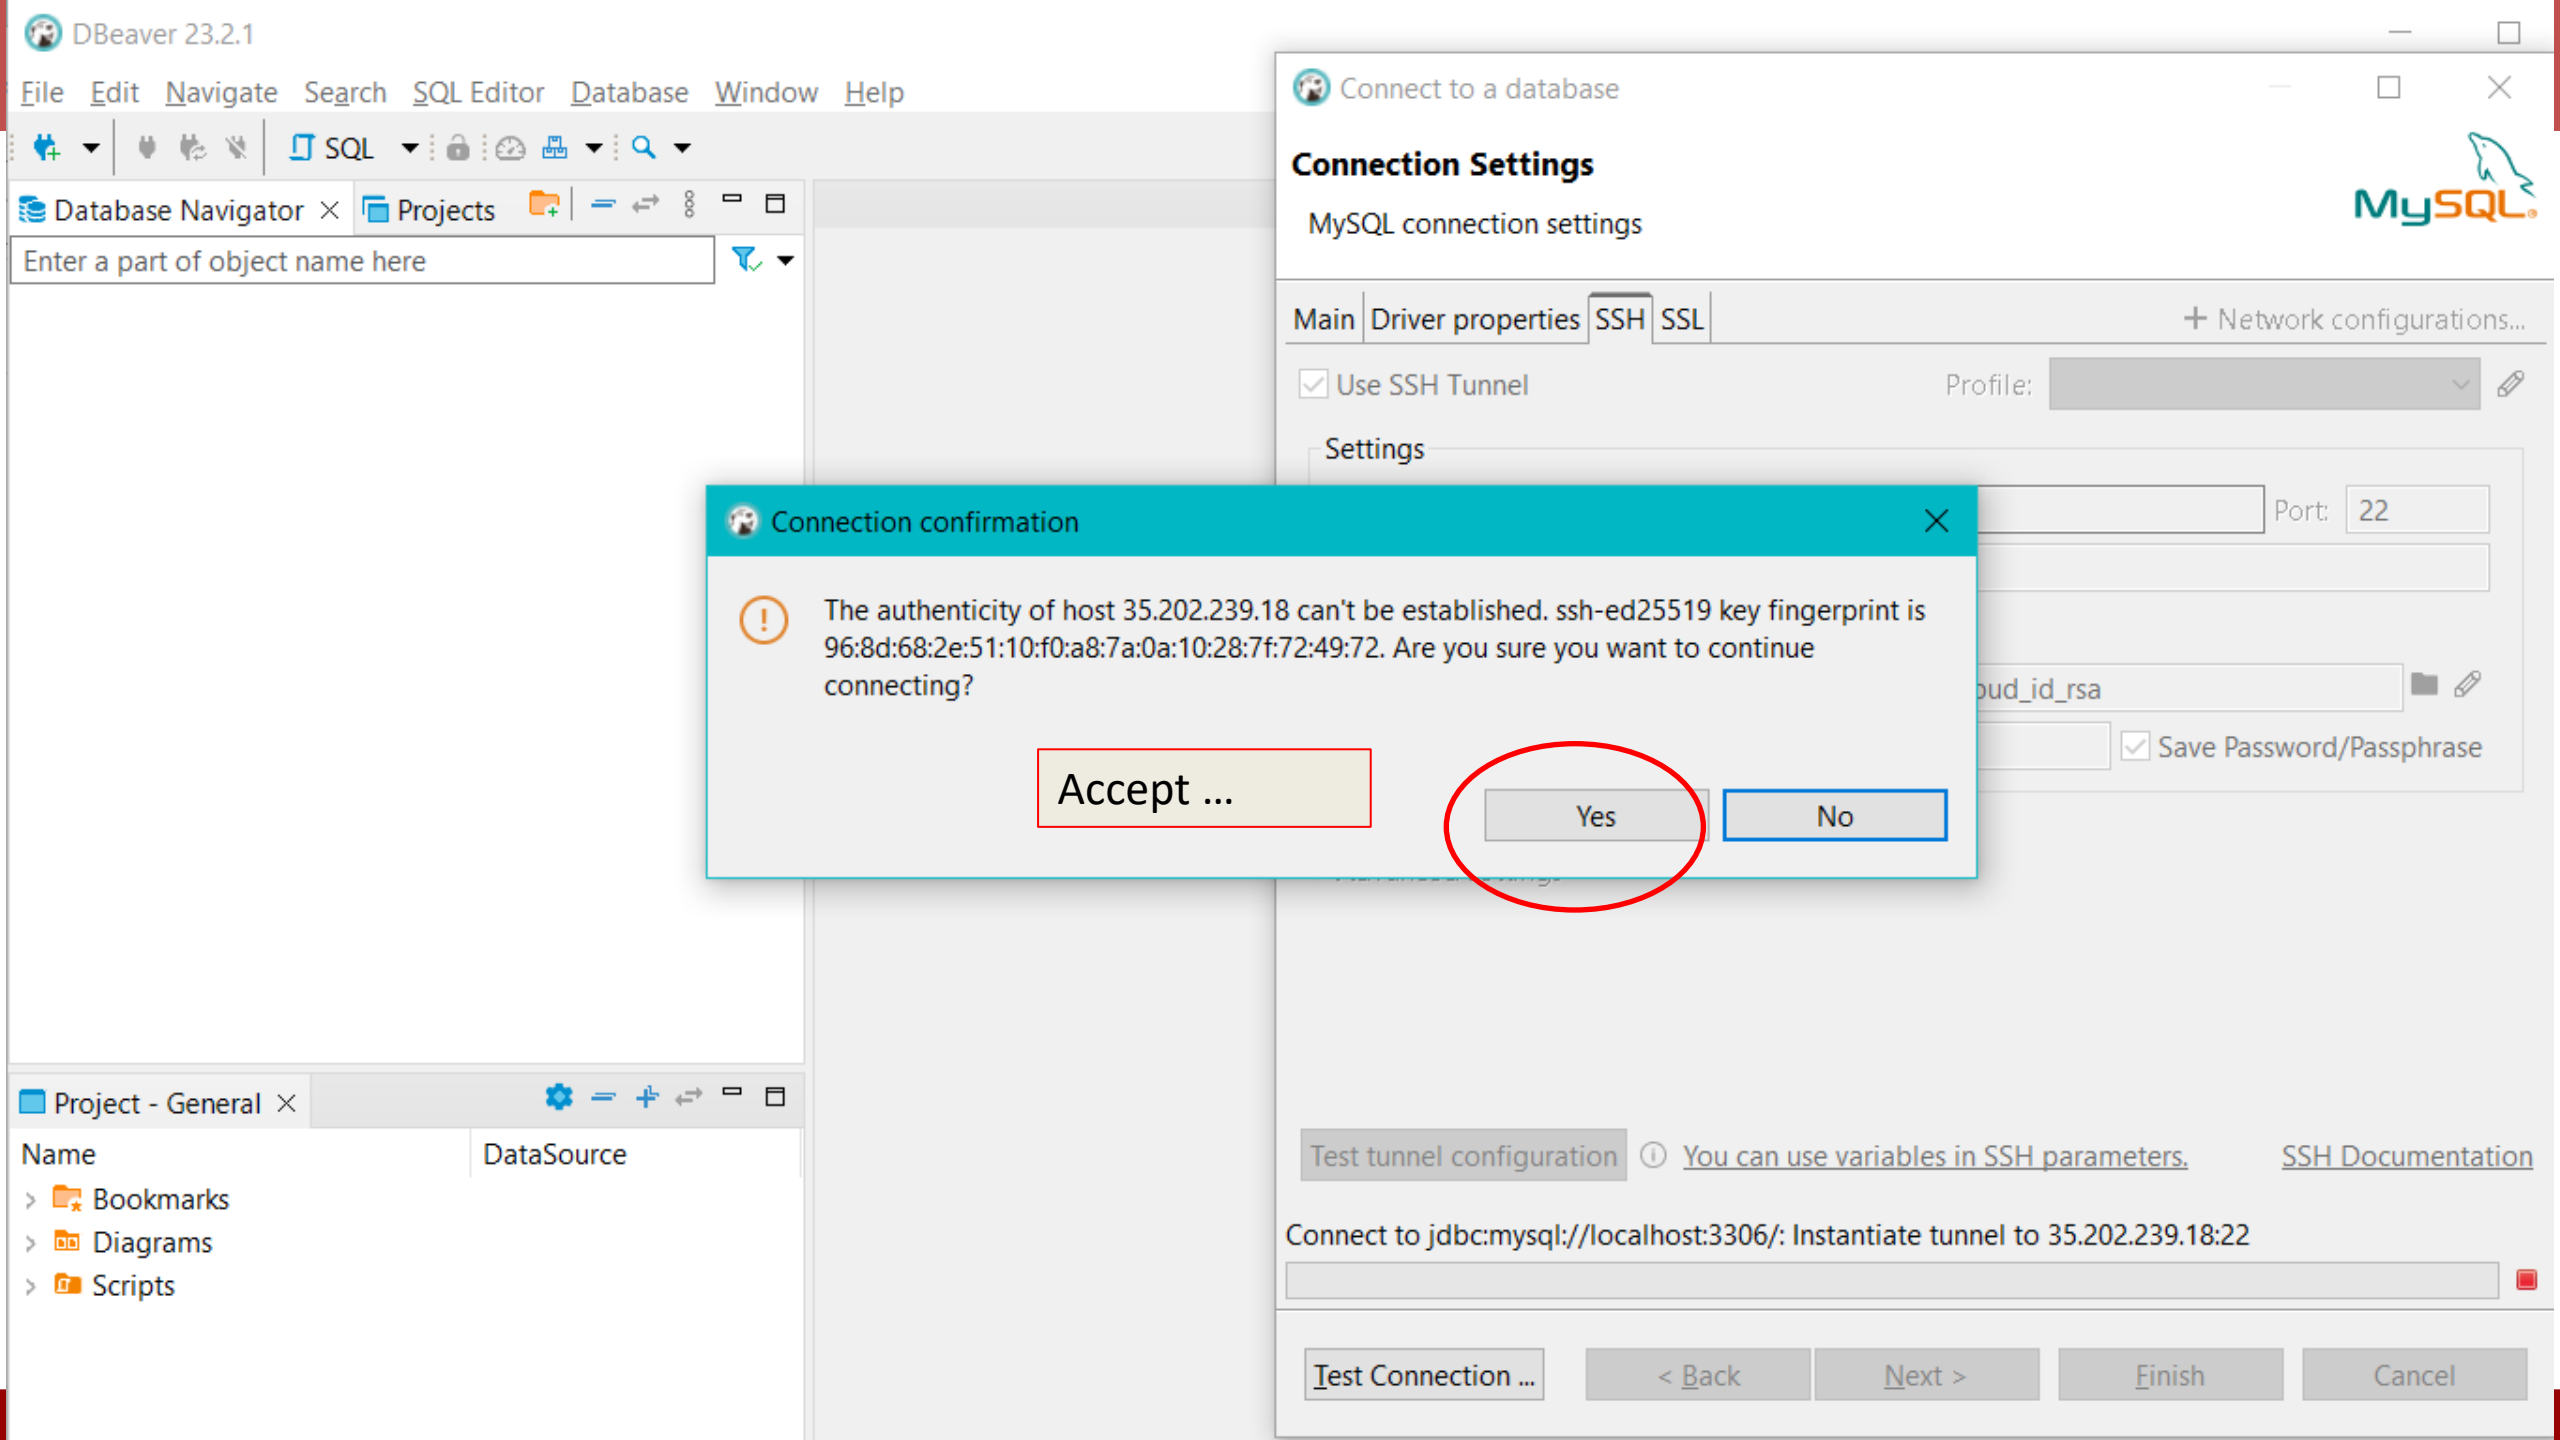 DBeaver 23.2.1
File Edit Navigate Search SQL Editor Database Window Help
SQL
Database Navigator Projects
Enter a part of object name here
Project - General
Name DataSource
Bookmarks
Diagrams
Scripts
Connect to a database
Connection Settings
MySQL connection settings
MySQL
Main Driver properties SSH SSL + Network configurations...
Use SSH Tunnel Profile:
Settings
Port: 22
oud_id_rsa
Save Password/Passphrase
Connection confirmation
The authenticity of host 35.202.239.18 can't be established. ssh-ed25519 key fingerprint is
96:8d:68:2e:51:10:f0:a8:7a:0a:10:28:7f:72:49:72. Are you sure you want to continue
connecting?
Accept ...
Yes No
Test tunnel configuration You can use variables in SSH parameters. SSH Documentation
Connect to jdbc:mysql://localhost:3306/: Instantiate tunnel to 35.202.239.18:22
Test Connection ... < Back Next > Finish Cancel